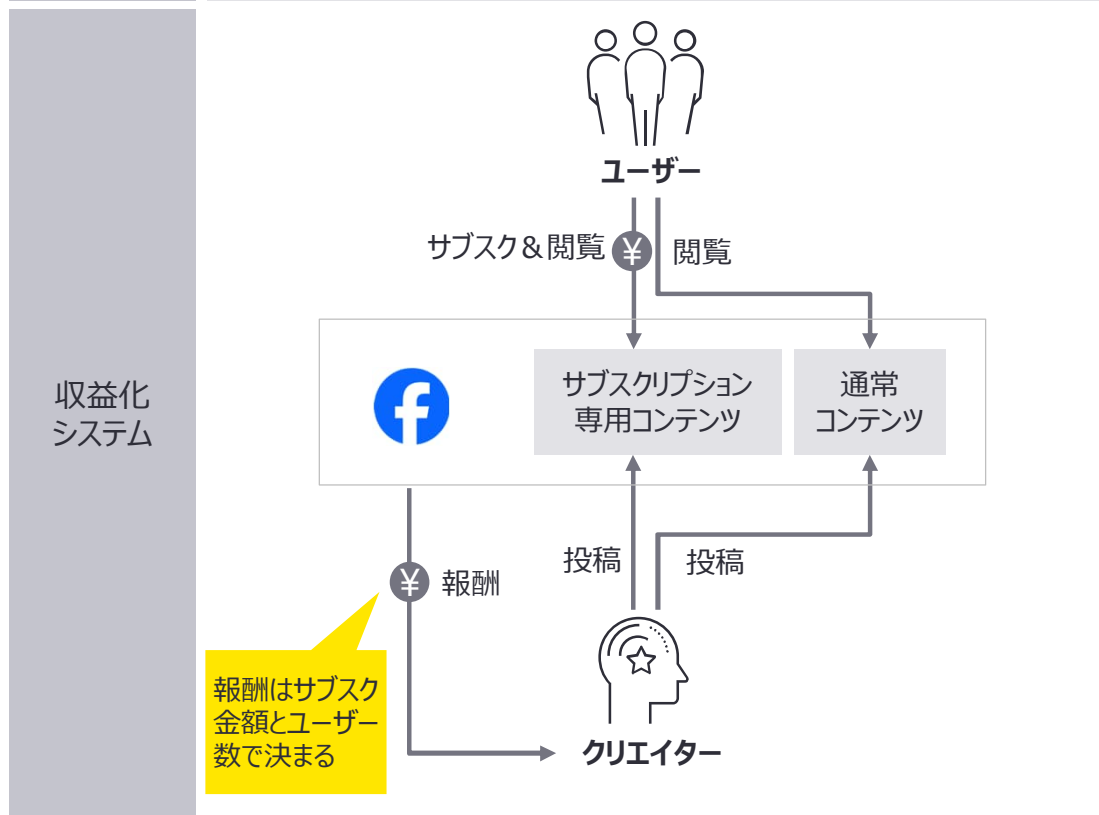 収益化
システム
ユーザー
サブスク＆閲覧
¥
閲覧
サブスクリプション
専用コンテンツ
通常
コンテンツ
投稿
投稿
¥
報酬
報酬はサブスク
金額とユーザー
数で決まる
クリエイター